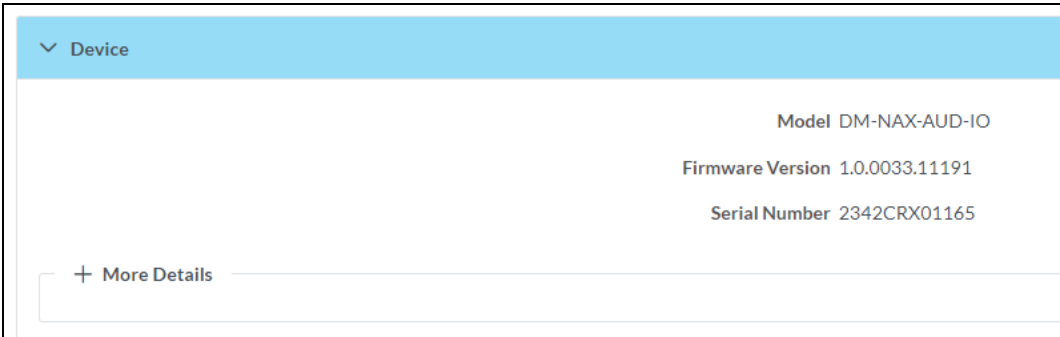 Device
Model DM-NAX-AUD-IO
Firmware Version 1.0.0033.11191
Serial Number 2342CRX01165
More Details